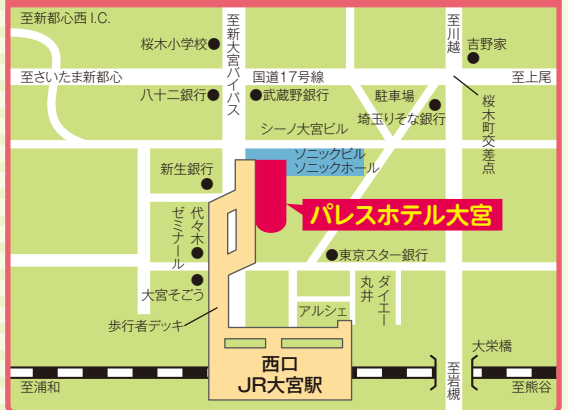 至新都心西 I.C.
至新大宮バイパス
至川越
吉野家
桜木小学校
至さいたま新都心
国道17号線
至上尾
八十二銀行
武蔵野銀行
駐車場
埼玉りそな銀行
桜木町交差点
シーノ大宮ビル
ソニックビル
ソニックホール
新生銀行
パレスホテル大宮
代々木
ゼミナール
東京スター銀行
大宮そごう
丸井
ダイエー
アルシェ
歩行者デッキ
大栄橋
西口
JR大宮駅
至浦和
至岩槻
至熊谷